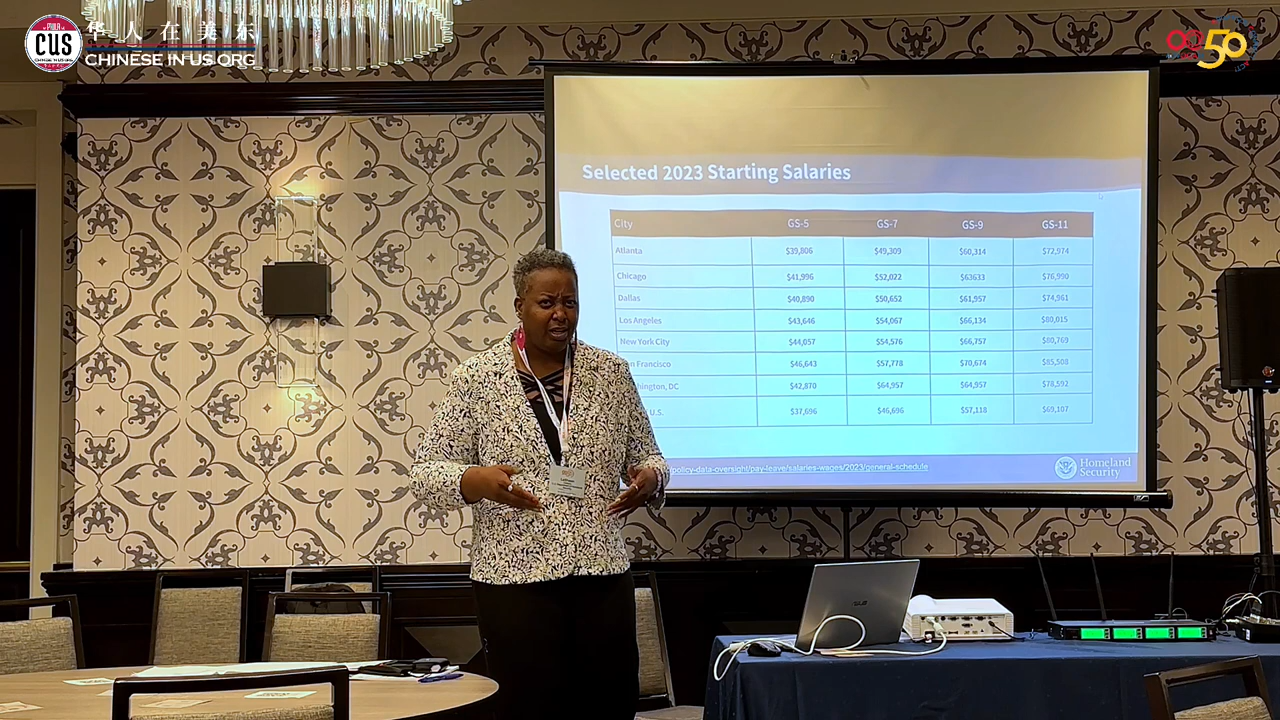 CUS
华人在美东
CHINESE IN US.ORG
50
Selected 2023 Starting Salaries
City GS-5 GS-7 GS-9 GS-11
Atlanta $39,806 $49,309 $60,314 $72,974
Chicago $41,996 $52,022 $63633 $76,990
Dallas $40,890 $50,652 $61,957 $74,961
Los Angeles $43,646 $54,067 $66,134 $80,015
New York City $44,057 $54,576 $66,757 $80,769
Francisco $46,643 $57,778 $70,674 $85,508
hington, DC $42,870 $64,957 $64,957 $78,592
U.S. $37,696 $46,696 $57,118 $69,107
/policy-data-oversight/pay-leave/salaries-wages/2023/general-schedule
Homeland
Security